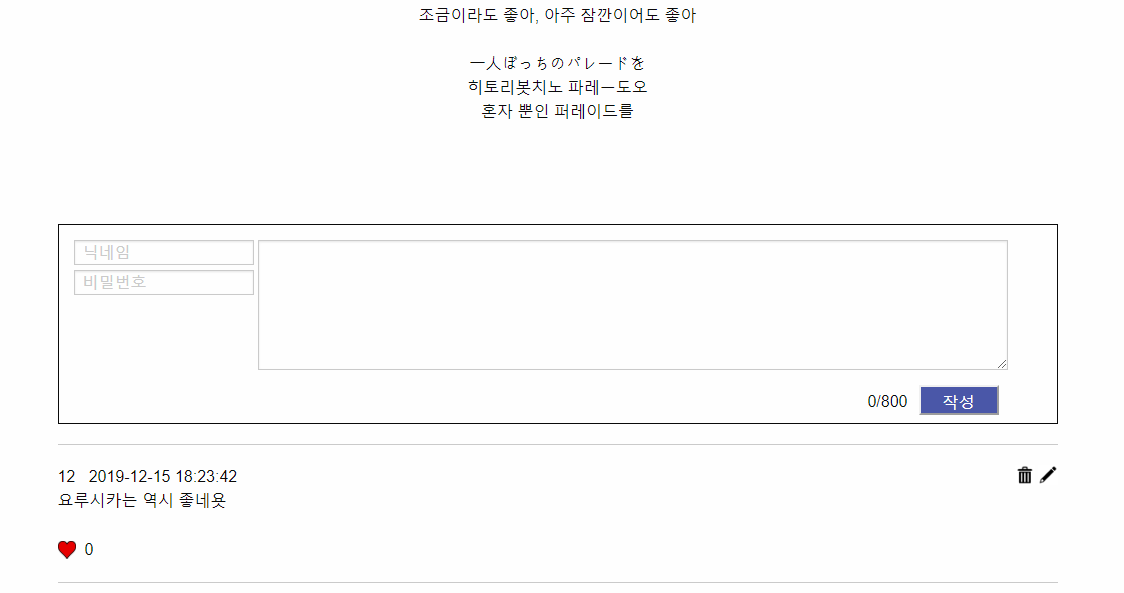 조금이라도 좋아, 아주 잠깐이어도 좋아
一人ぼっちのパレードを
히토리봇치노 파레ー도오
혼자 뿐인 퍼레이드를
닉네임
비밀번호
0/800 작성
12 2019-12-15 18:23:42
요루시카는 역시 좋네욧
0